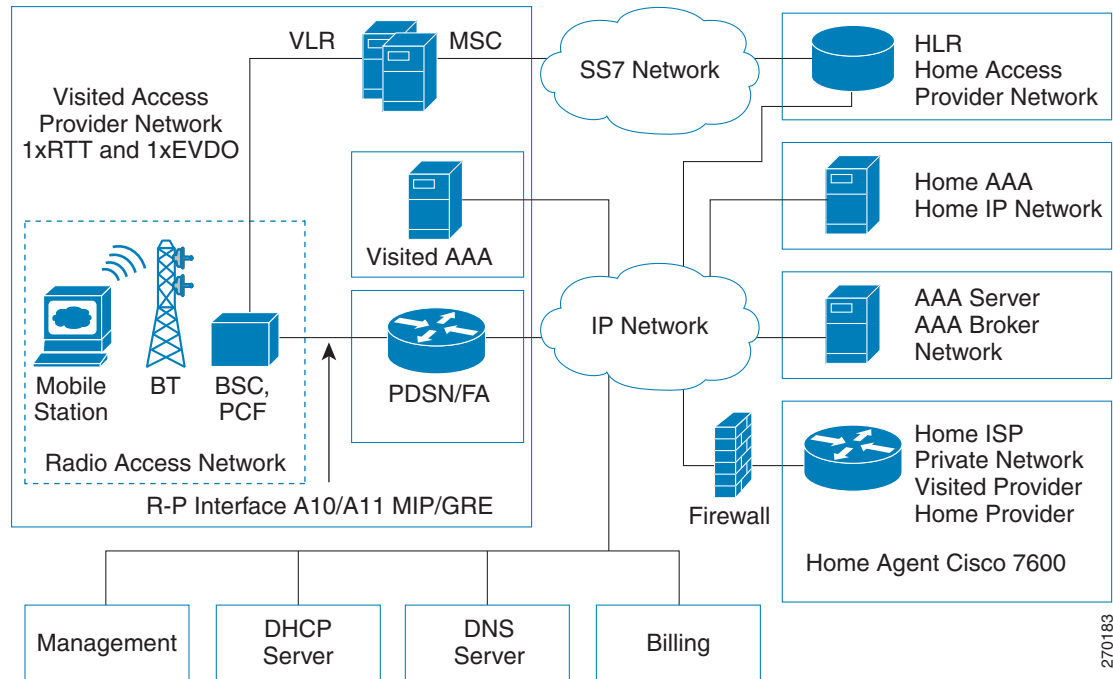 VLR
MSC
SS7 Network
HLR
Home Access
Provider Network
Visited Access
Provider Network
1xRTT and 1xEVDO
Visited AAA
Home AAA
Home IP Network
IP Network
AAA Server
AAA Broker
Network
Mobile
Station
BT
BSC,
PCF
PDSN/FA
Radio Access Network
R-P Interface A10/A11 MIP/GRE
Firewall
Home ISP
Private Network
Visited Provider
Home Provider
Home Agent Cisco 7600
Management
DHCP
Server
DNS
Server
Billing
270183